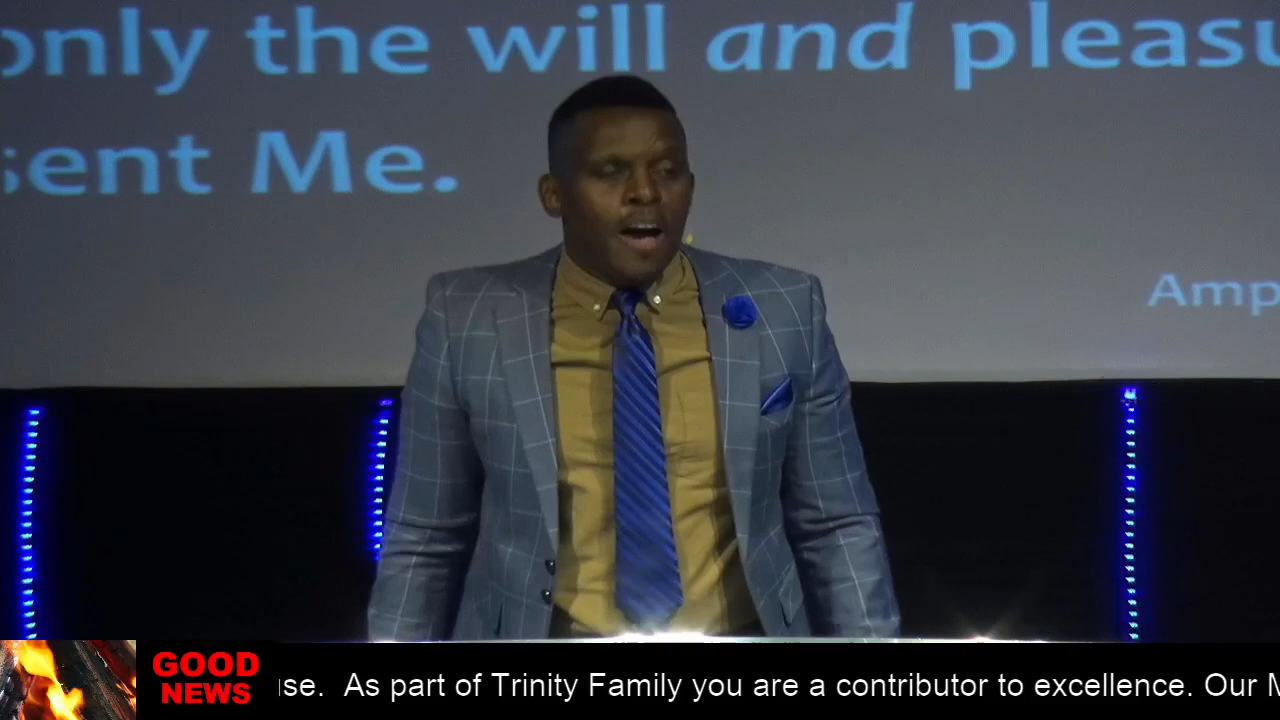 only the will and pleasu
sent Me.
Amp
GOOD
NEWS
se. As part of Trinity Family you are a contributor to excellence. Our M